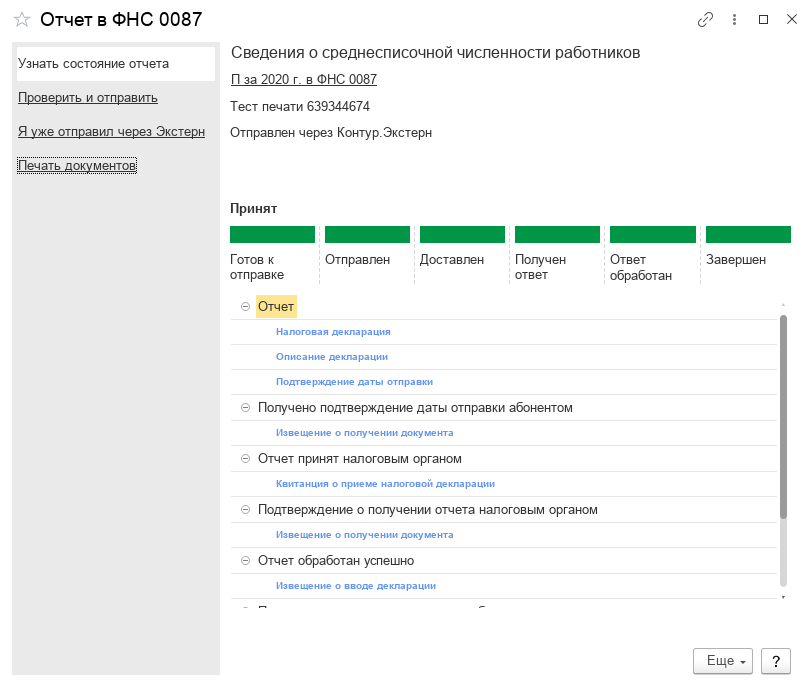 Отчет в ФНС 0087
Узнать состояние отчета
Проверить и отправить
Я уже отправил через Экстерн
Печать документов
Сведения о среднесписочной численности работников
П за 2020 г. в ФНС 0087
Тест печати 639344674
Отправлен через Контур.Экстерн
Принят
Готов к отправке
Отправлен
Доставлен
Получен ответ
Ответ обработан
Завершен
Отчет
Налоговая декларация
Описание декларации
Подтверждение даты отправки
Получено подтверждение даты отправки абонентом
Извещение о получении документа
Отчет принят налоговым органом
Квитанция о приеме налоговой декларации
Подтверждение о получении отчета налоговым органом
Извещение о получении документа
Отчет обработан успешно
Извещение о вводе декларации
Еще
?